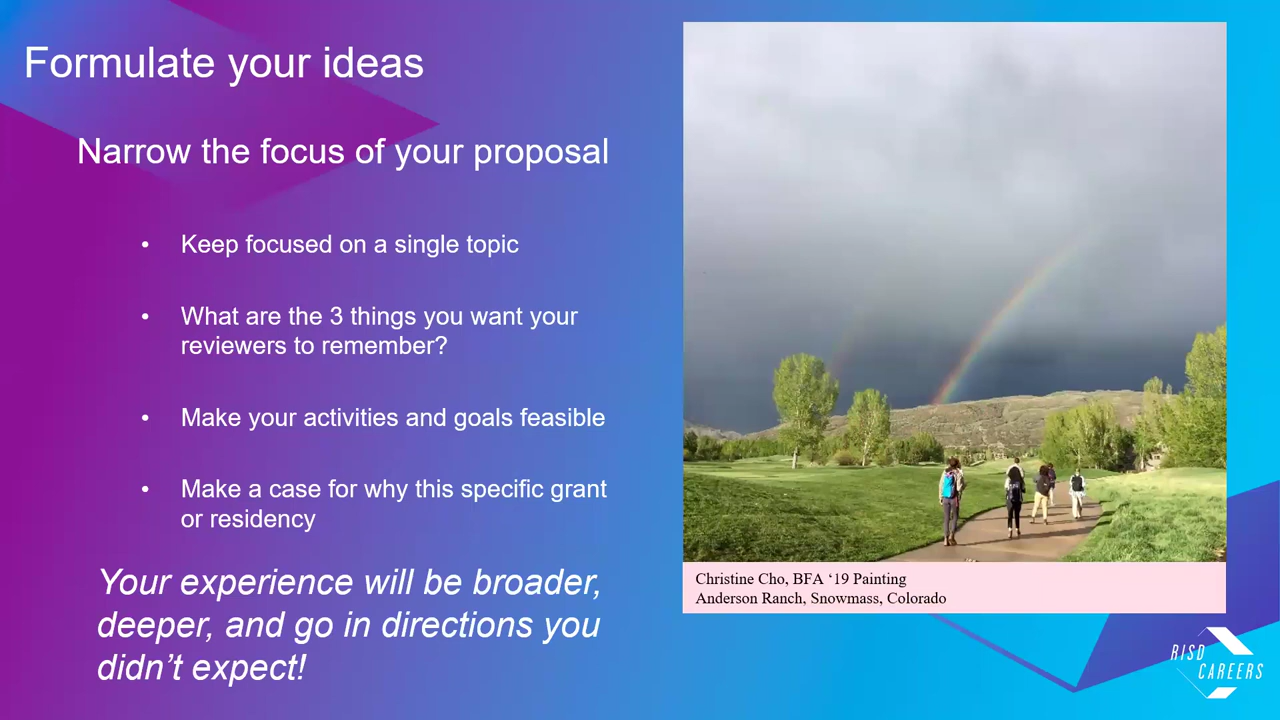 Formulate your ideas
Narrow the focus of your proposal
• Keep focused on a single topic
• What are the 3 things you want your
reviewers to remember?
• Make your activities and goals feasible
• Make a case for why this specific grant
or residency
Your experience will be broader,
deeper, and go in directions you
didn’t expect!
Christine Cho, BFA ‘19 Painting
Anderson Ranch, Snowmass, Colorado
RISD
CAREERS